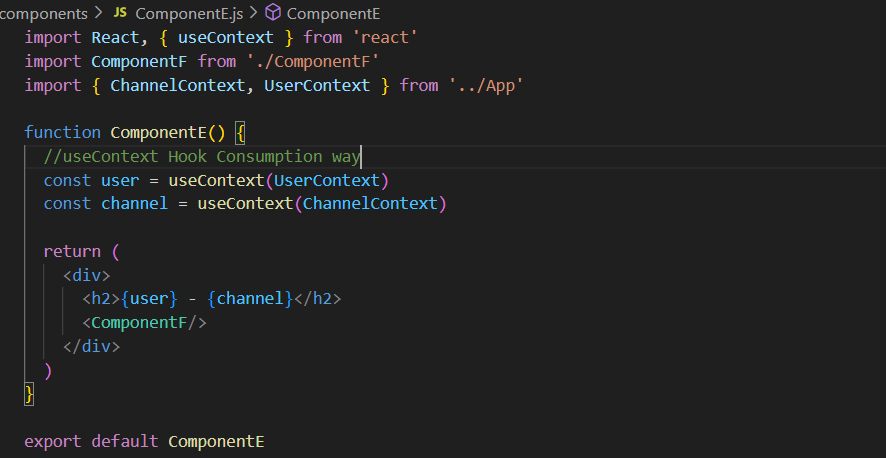 components > JS ComponentE.js > ComponentE
import React, { useContext } from 'react'
import ComponentF from './ComponentF'
import { ChannelContext, UserContext } from '../App'
function ComponentE() {
//useContext Hook Consumption way
const user = useContext(UserContext)
const channel = useContext(ChannelContext)
return (
<div>
<h2>{user} - {channel}</h2>
<ComponentF/>
</div>
)
}
export default ComponentE